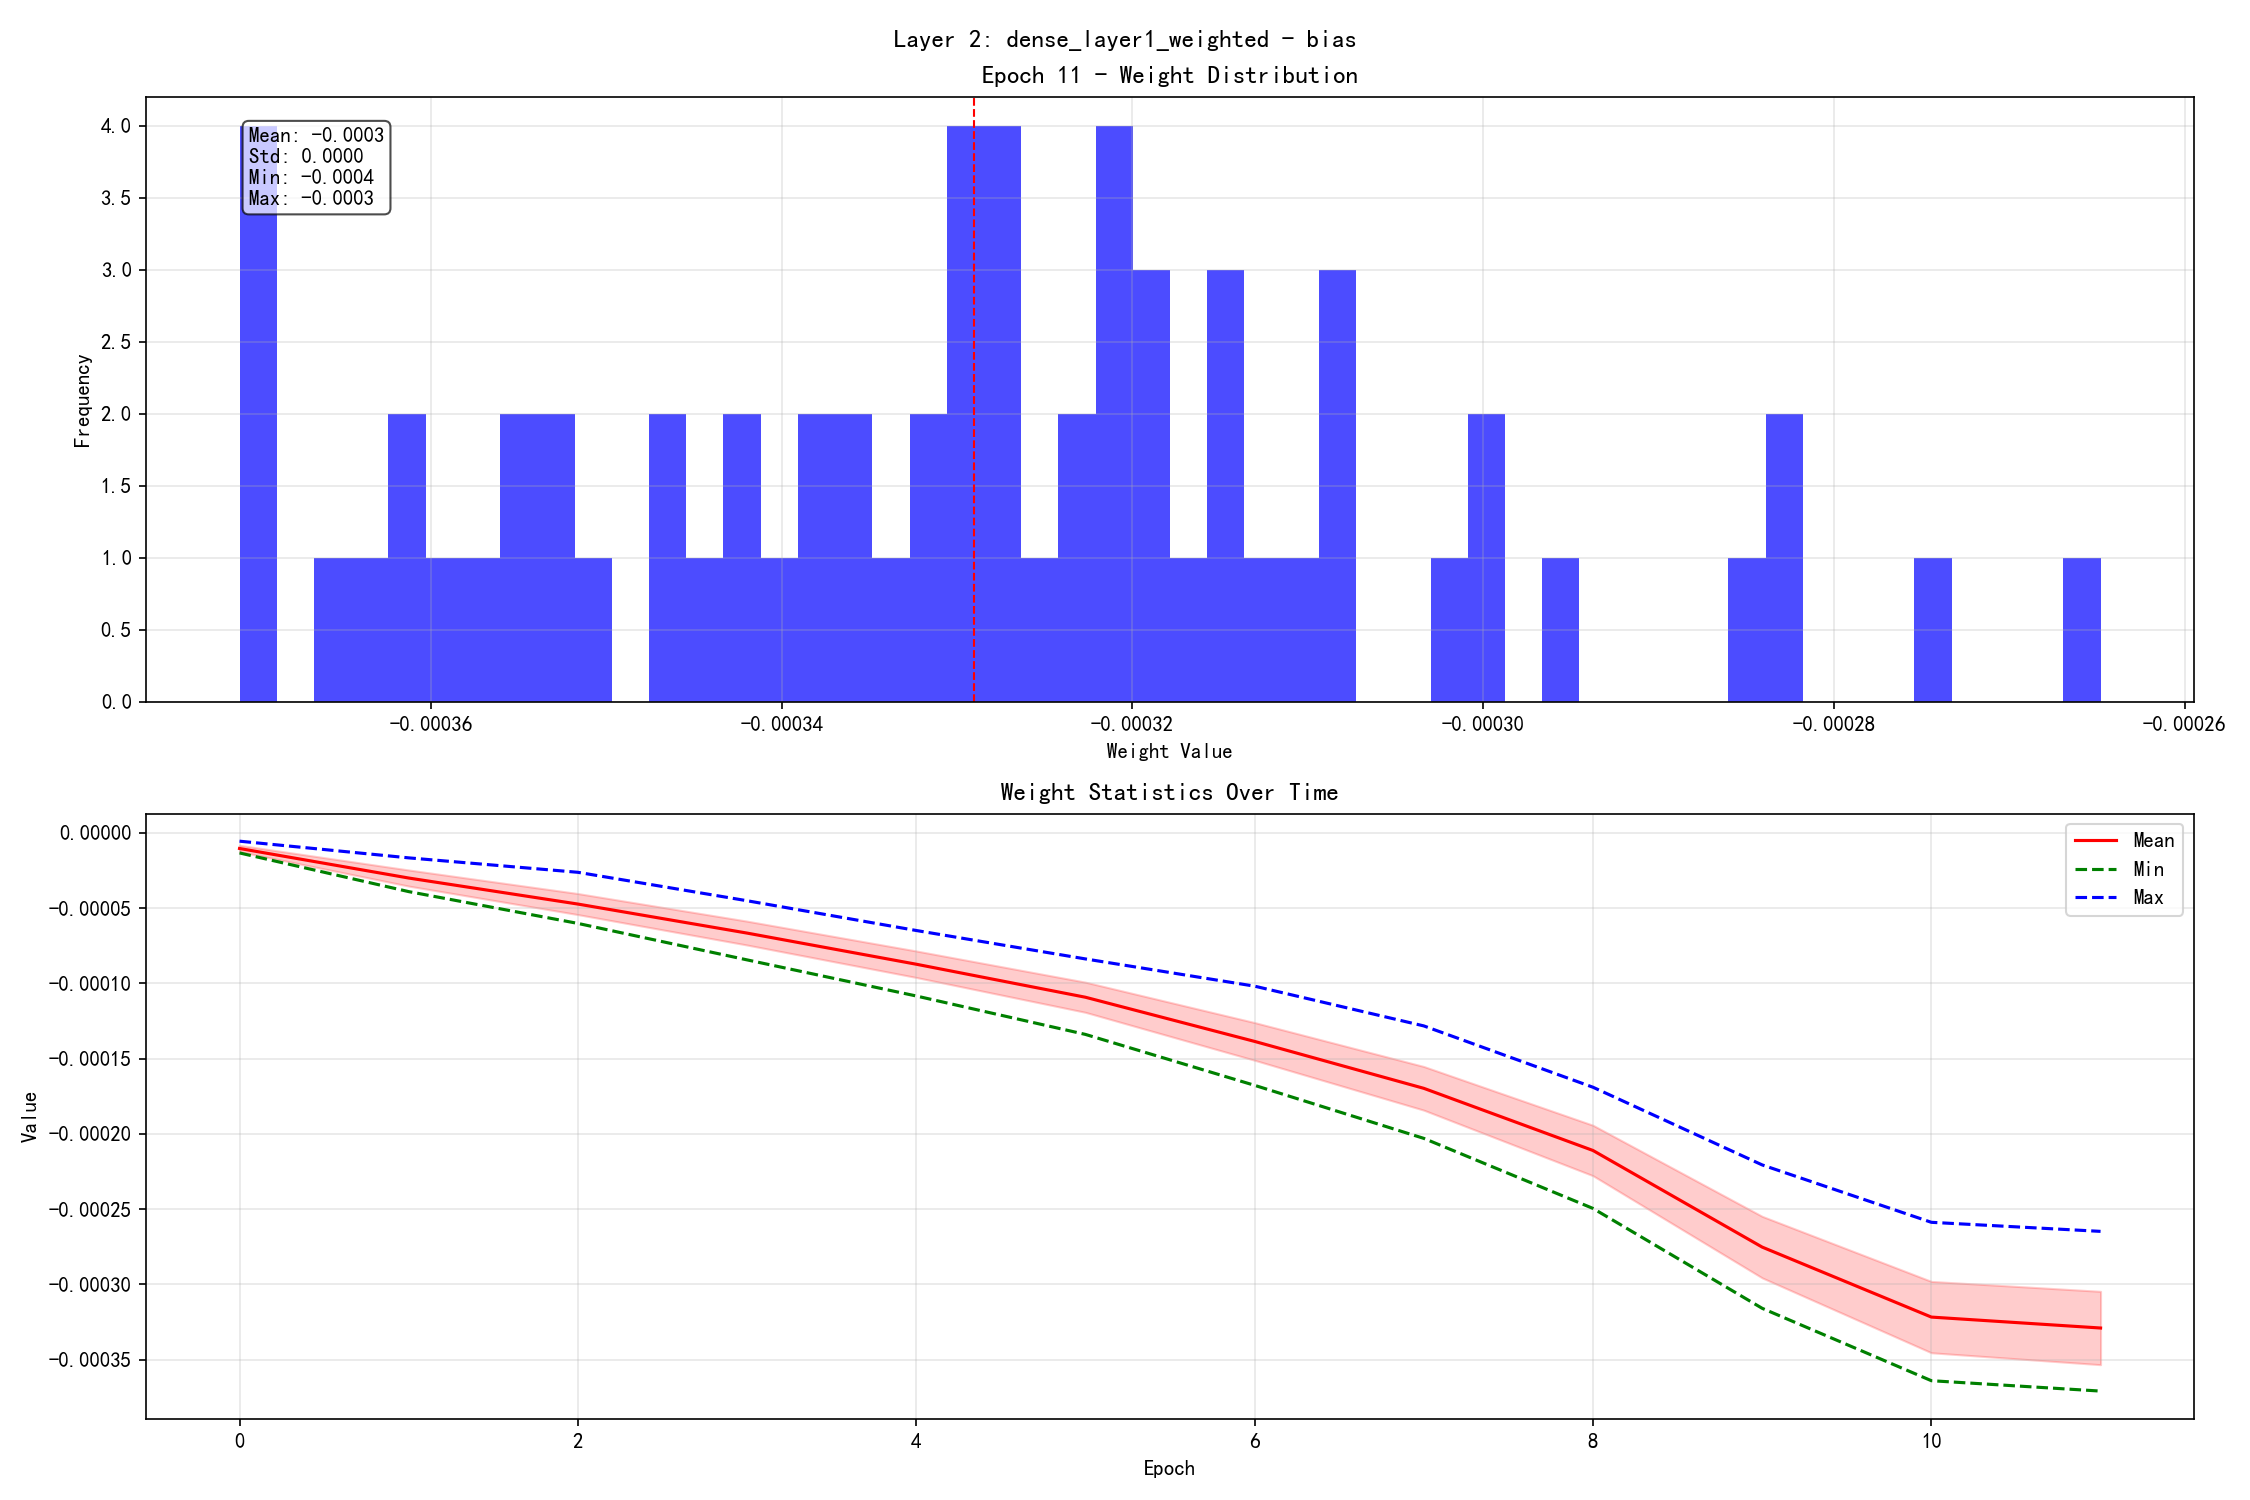 Layer 2: dense_layer1_weighted - bias
Epoch 11 - Weight Distribution
4.0
3.5
3.0
2.5
2.0
1.5
1.0
0.5
0.0
Frequency
Mean: -0.0003
Std: 0.0000
Min: -0.0004
Max: -0.0003
-0.00036 -0.00034 -0.00032 -0.00030 -0.00028 -0.00026
Weight Value
Weight Statistics Over Time
0.00000
-0.00005
-0.00010
-0.00015
-0.00020
-0.00025
-0.00030
-0.00035
Value
Mean
Min
Max
0 2 4 6 8 10
Epoch